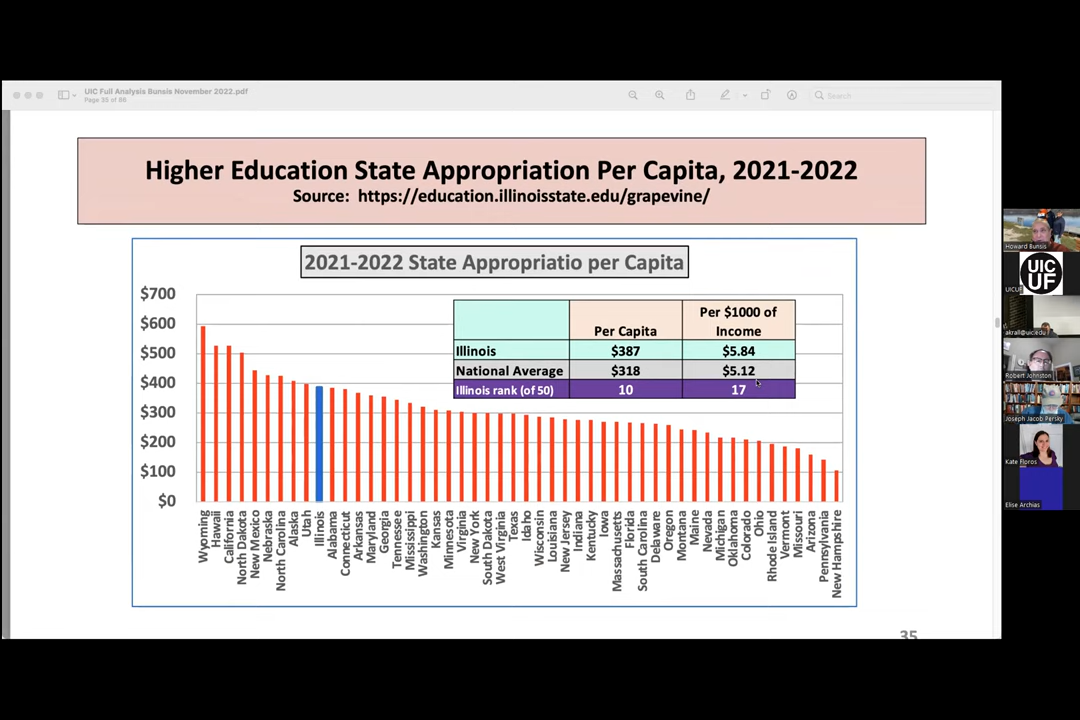 UIC Full Analysis Bunsis November 2022.pdf
Page 35 of 86
Search
Higher Education State Appropriation Per Capita, 2021-2022
Source: https://education.illinoisstate.edu/grapevine/
2021-2022 State Appropriatio per Capita
$700
$600
$500
$400
$300
$200
$100
$0
Per Capita
Per $1000 of
Income
Illinois
$387
$5.84
National Average
$318
$5.12
Illinois rank (of 50)
10
17
Wyoming
Hawaii
California
North Dakota
New Mexico
Nebraska
North Carolina
Alaska
Utah
Illinois
Alabama
Connecticut
Arkansas
Maryland
Georgia
Tennessee
Mississippi
Washington
Kansas
Minnesota
Virginia
New York
South Dakota
West Virginia
Texas
Idaho
Wisconsin
Louisiana
New Jersey
Indiana
Kentucky
Iowa
Massachusetts
Florida
South Carolina
Delaware
Oregon
Montana
Maine
Nevada
Michigan
Oklahoma
Colorado
Ohio
Rhode Island
Vermont
Missouri
Arizona
Pennsylvania
New Hampshire
35
Howard Bunsis
UIC
UF
UICUF
akrall@uic.edu
Robert Johnston
Joseph Jacob Persky
Kate Floros
Elise Archias